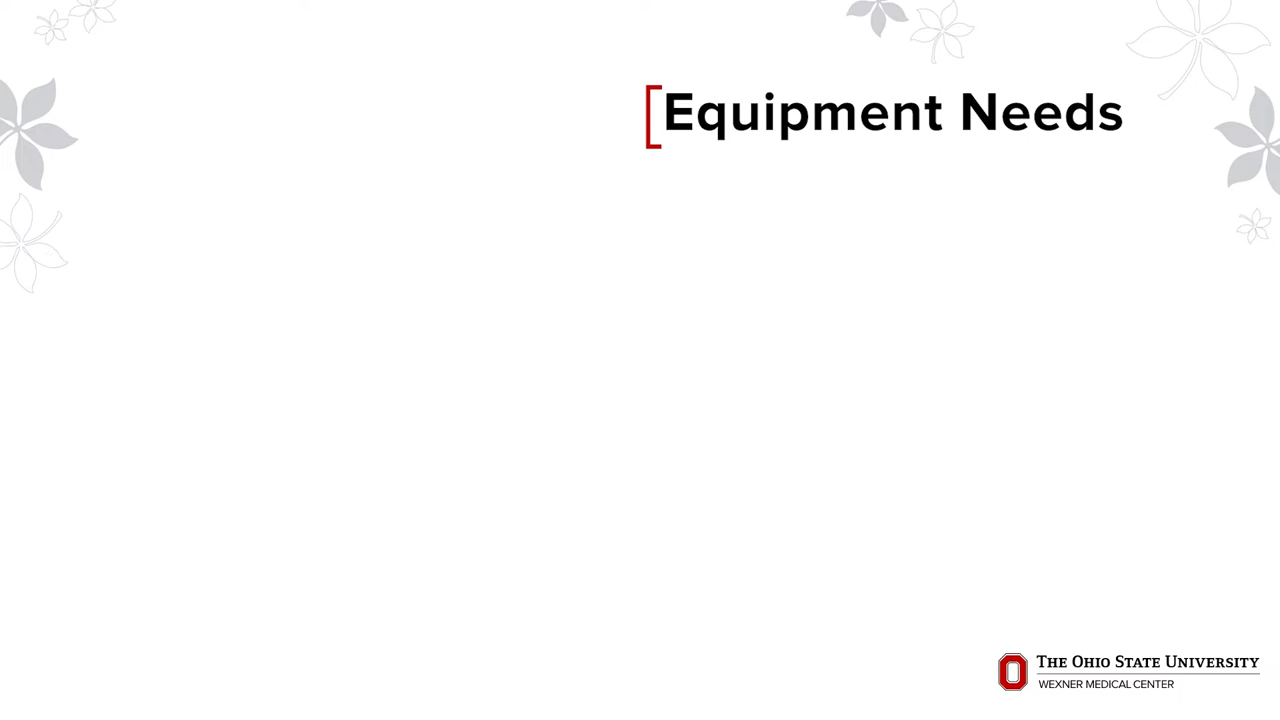 Equipment Needs
THE OHIO STATE UNIVERSITY
WEXNER MEDICAL CENTER